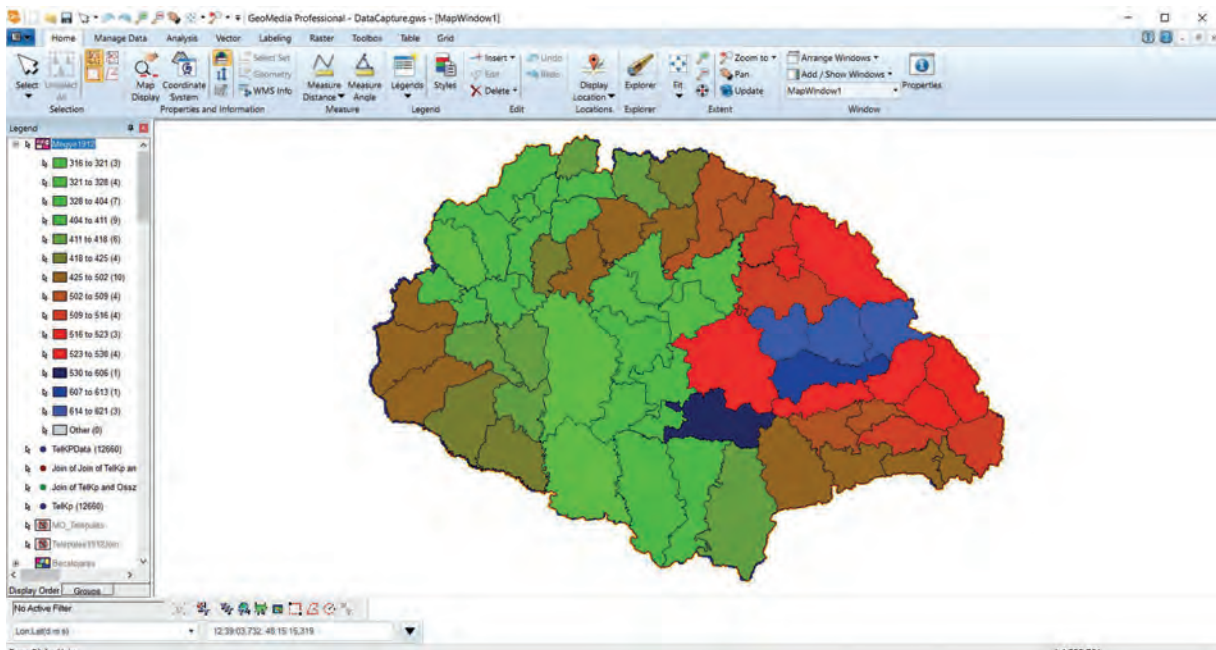 GeoMedia Professional - DataCapture.gws - [MapWindow1]
Home Manage Data Analysis Vector Labeling Raster Toolbox Table Grid
Select
Unselect All
Map Display
Coordinate System
Select Set
Geometry
WMS Info
Measure Distance
Measure Angle
Legends
Styles
Insert
Edit
Delete
Undo
Redo
Display Location
Explorer
Fit
Zoom to
Pan
Update
Arrange Windows
Add / Show Windows
MapWindow1
Properties
Selection Properties and Information Measure Legend Edit Locations Explorer Extent Window
Legend
Megye1912
316 to 321 (3)
321 to 328 (4)
328 to 404 (7)
404 to 411 (9)
411 to 418 (6)
418 to 425 (4)
425 to 502 (10)
502 to 509 (4)
509 to 516 (4)
516 to 523 (3)
523 to 530 (4)
530 to 606 (1)
607 to 613 (1)
614 to 621 (3)
Other (0)
TelKPData (12660)
Join of Join of TelKp an
Join of TelKp and Ossz
TelKp (12660)
MO_Telepules
Telepules1912Join
Display Order Groups
No Active Filter
Lon,Lat(d:m:s)
12:39:03.732, 48:15:15.319